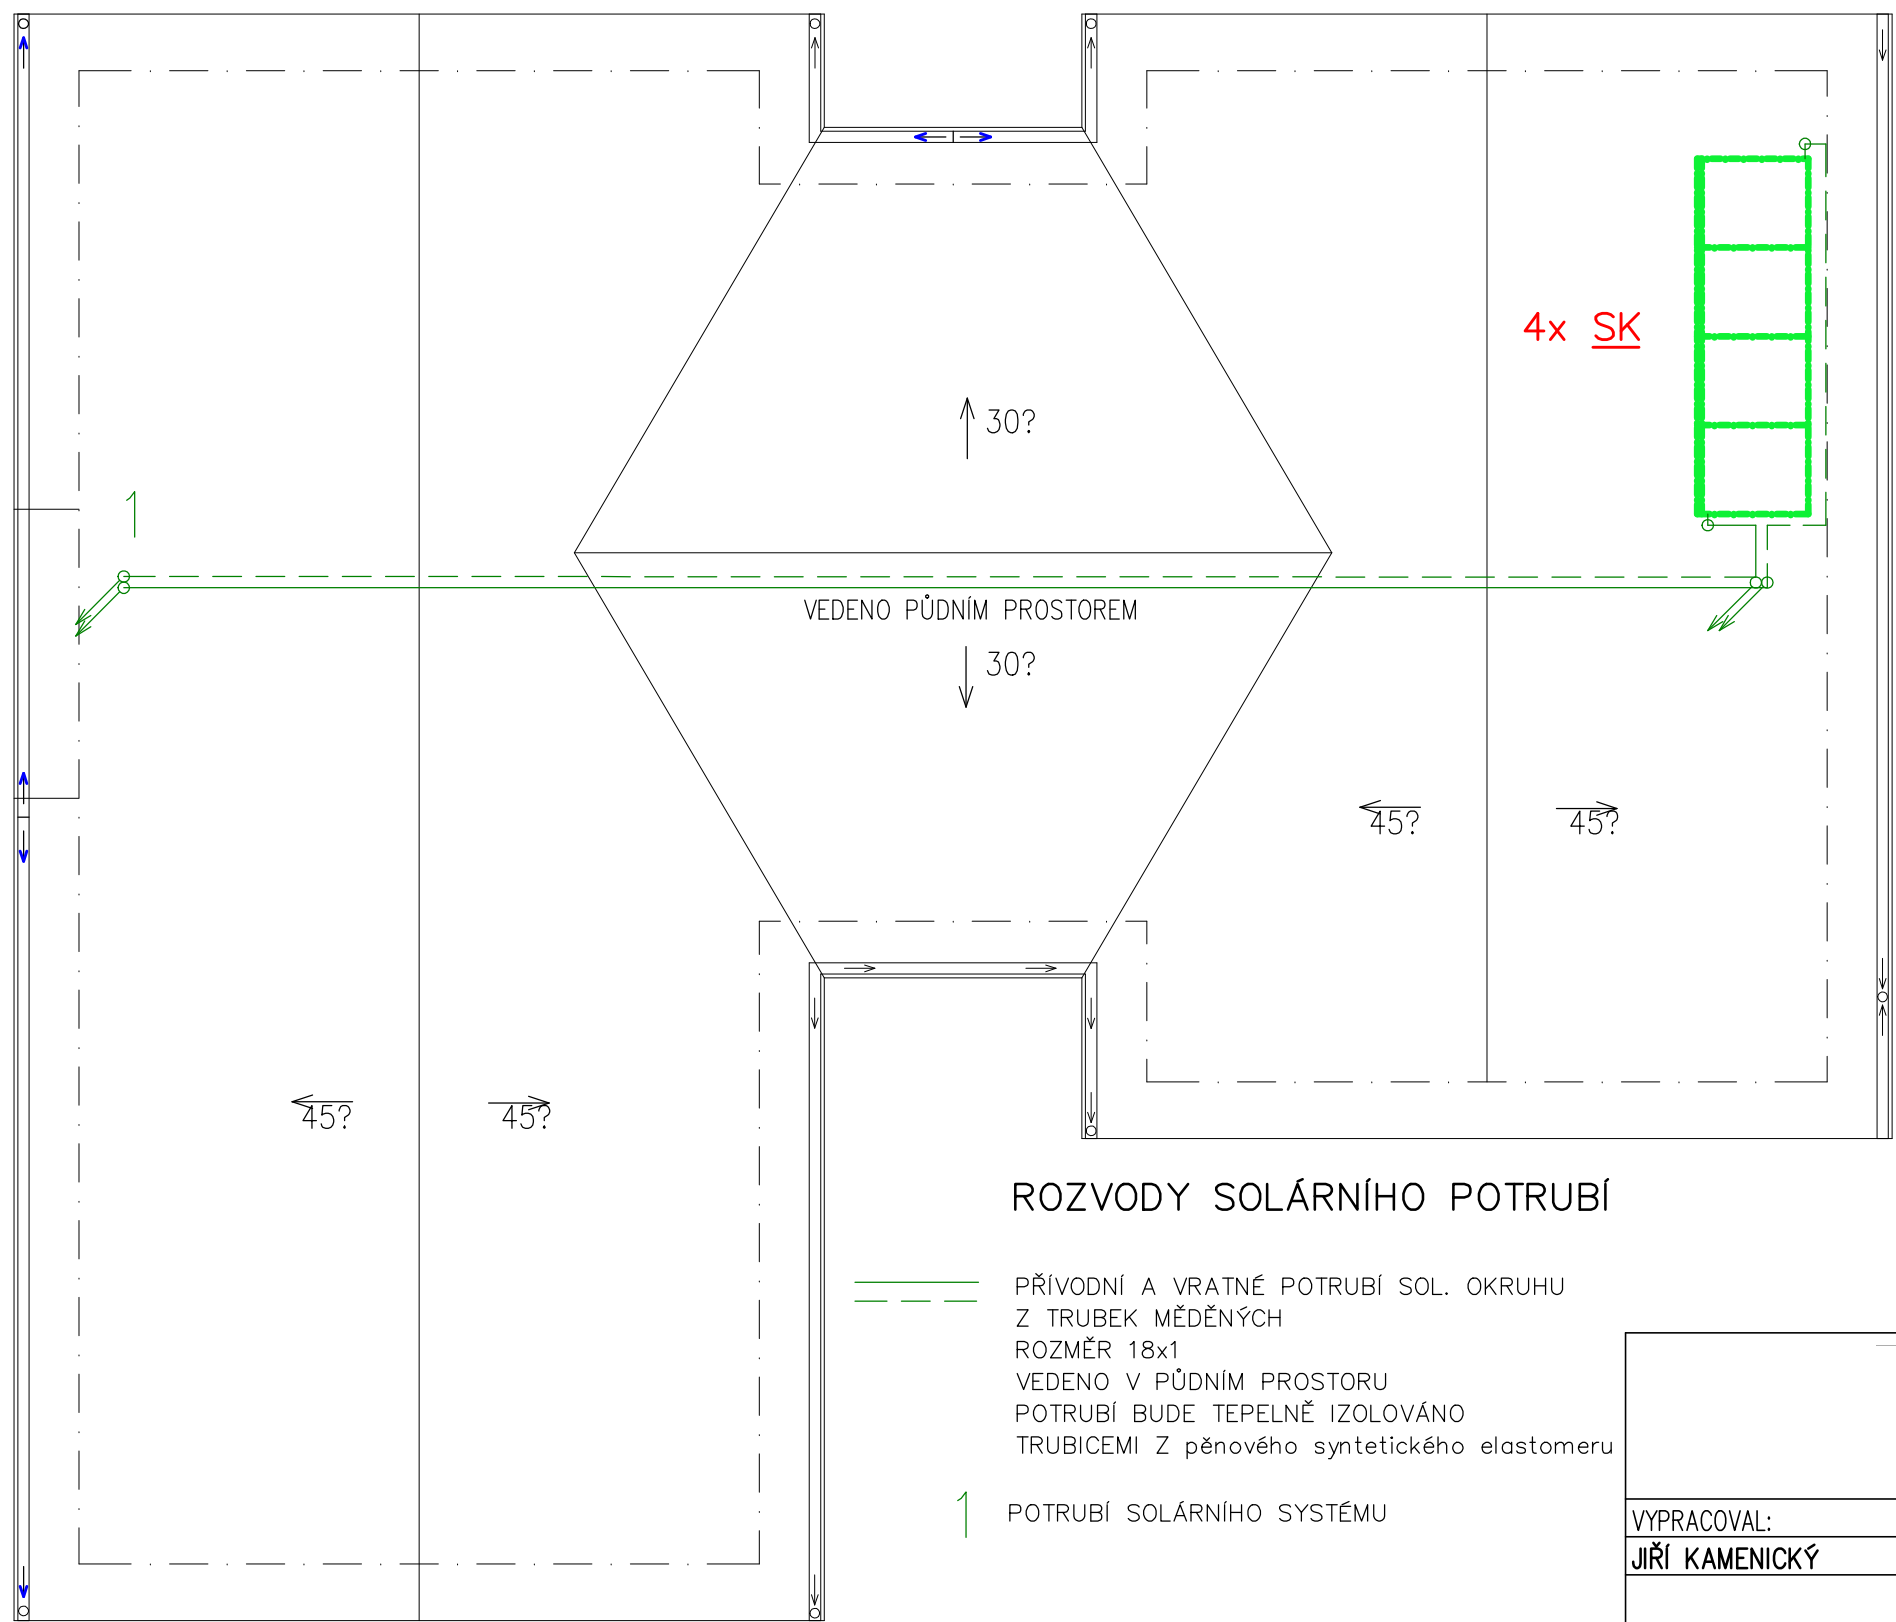 4x SK
30?
1
VEDENO PŮDNÍM PROSTOREM
30?
45?
45?
45?
45?
ROZVODY SOLÁRNÍHO POTRUBÍ
PŘÍVODNÍ A VRATNÉ POTRUBÍ SOL. OKRUHU
Z TRUBEK MĚDĚNÝCH
ROZMĚR 18x1
VEDENO V PŮDNÍM PROSTORU
POTRUBÍ BUDE TEPELNĚ IZOLOVÁNO
TRUBICEMI Z pěnového syntetického elastomeru
1 POTRUBÍ SOLÁRNÍHO SYSTÉMU
VYPRACOVAL:
JIŘÍ KAMENICKÝ